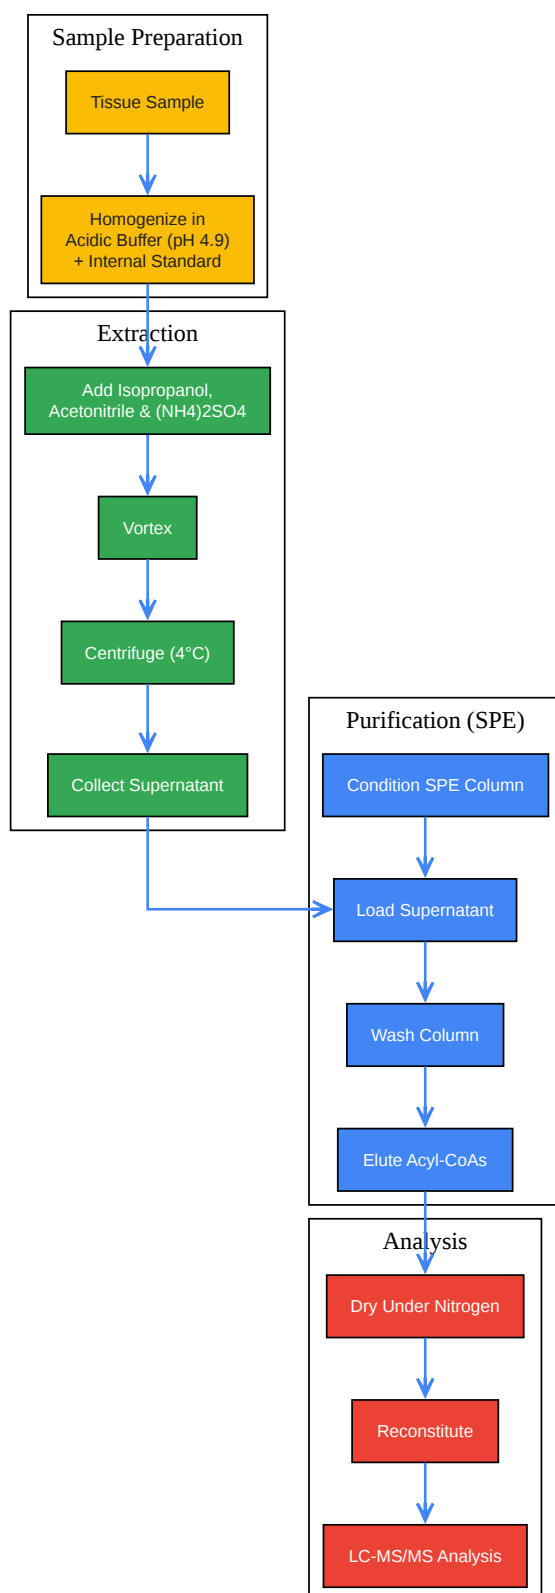 Sample Preparation
Tissue Sample
Homogenize in
Acidic Buffer (pH 4.9)
+ Internal Standard
Extraction
Add Isopropanol,
Acetonitrile & (NH4)2SO4
Vortex
Centrifuge (4°C)
Collect Supernatant
Purification (SPE)
Condition SPE Column
Load Supernatant
Wash Column
Elute Acyl-CoAs
Analysis
Dry Under Nitrogen
Reconstitute
LC-MS/MS Analysis